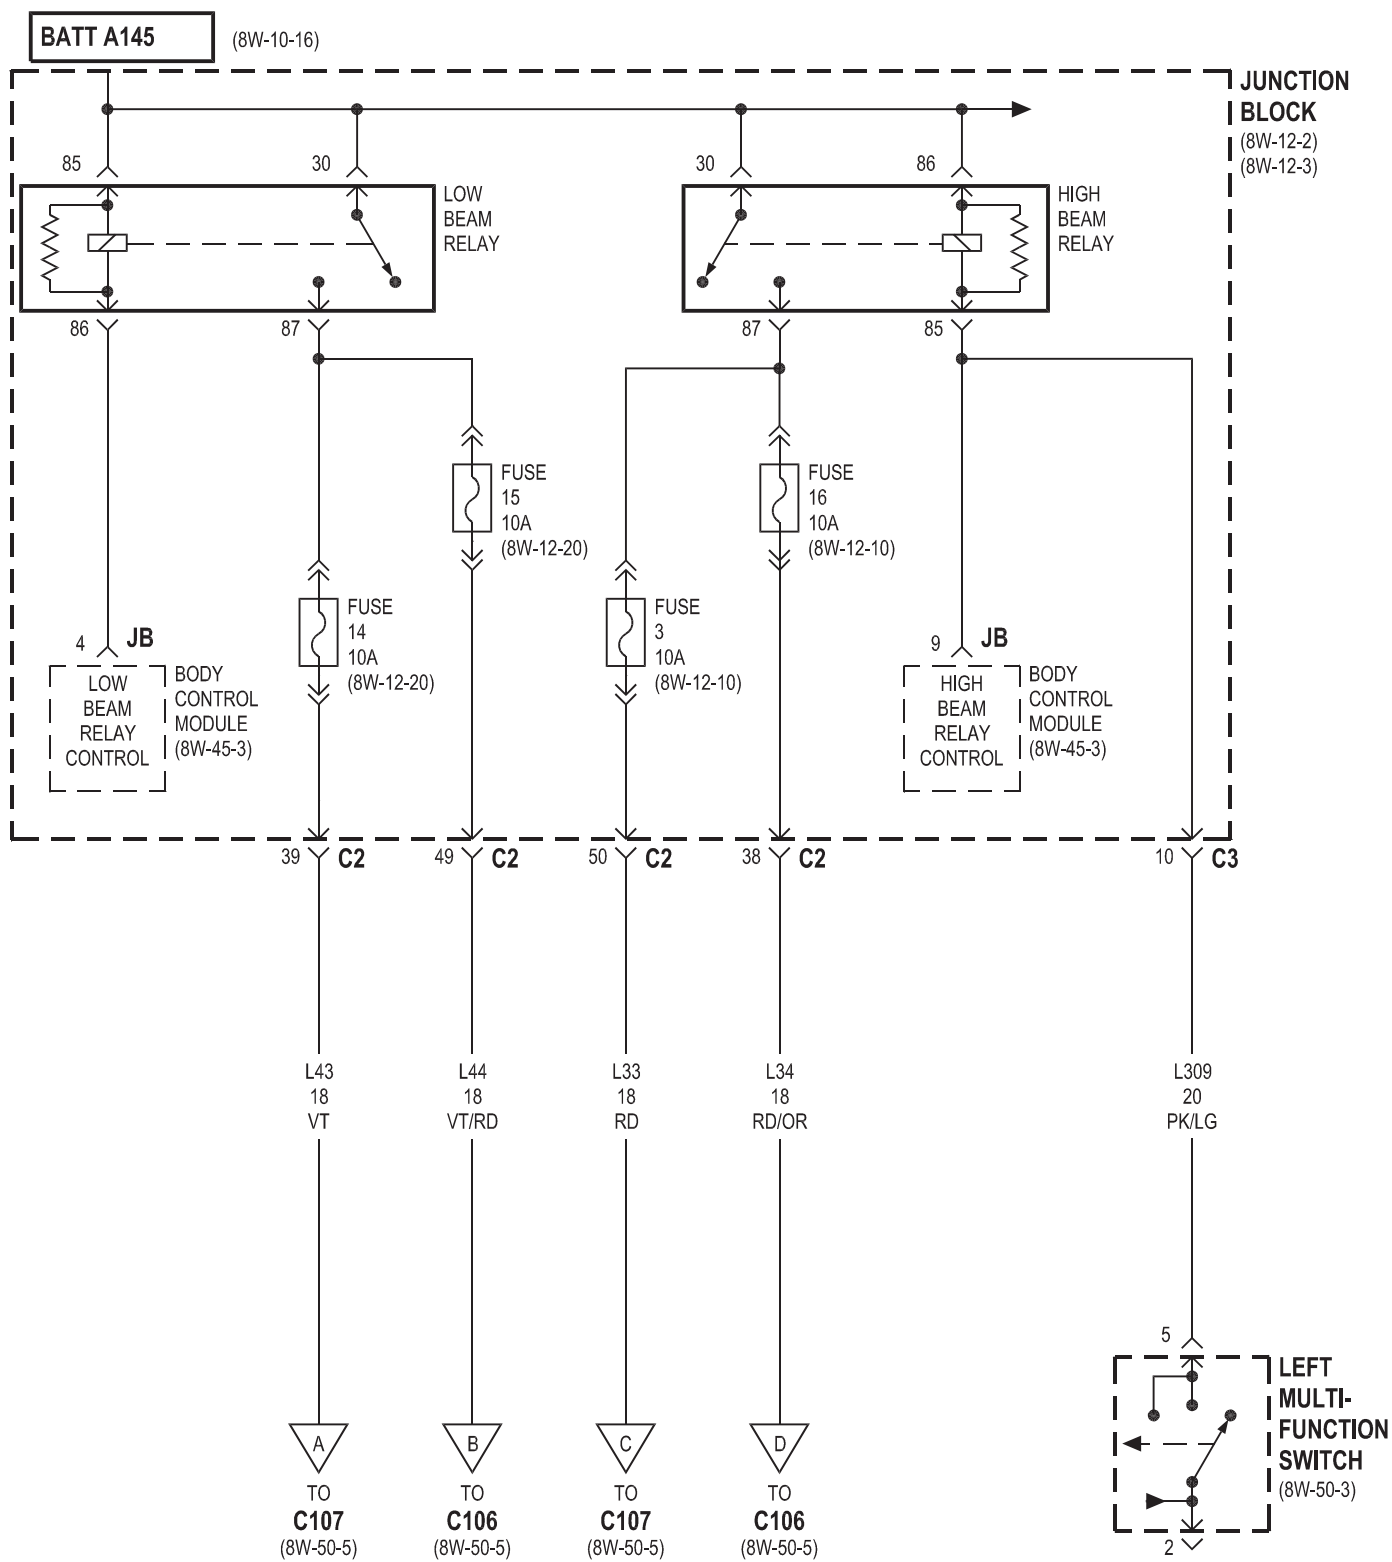 BATT A145
(8W-10-16)
JUNCTION
BLOCK
(8W-12-2)
(8W-12-3)
85
30
30
86
LOW
BEAM
RELAY
HIGH
BEAM
RELAY
86
87
87
85
FUSE
15
10A
(8W-12-20)
FUSE
16
10A
(8W-12-10)
FUSE
14
10A
(8W-12-20)
FUSE
3
10A
(8W-12-10)
4
JB
LOW
BEAM
RELAY
CONTROL
BODY
CONTROL
MODULE
(8W-45-3)
9
JB
HIGH
BEAM
RELAY
CONTROL
BODY
CONTROL
MODULE
(8W-45-3)
39
C2
49
C2
50
C2
38
C2
10
C3
L43
18
VT
L44
18
VT/RD
L33
18
RD
L34
18
RD/OR
L309
20
PK/LG
5
LEFT
MULTI-
FUNCTION
SWITCH
(8W-50-3)
2
A
TO
C107
(8W-50-5)
B
TO
C106
(8W-50-5)
C
TO
C107
(8W-50-5)
D
TO
C106
(8W-50-5)